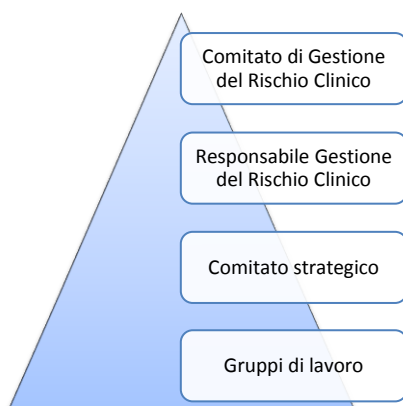 Comitato di Gestione
del Rischio Clinico
Responsabile Gestione
del Rischio Clinico
Comitato strategico
Gruppi di lavoro